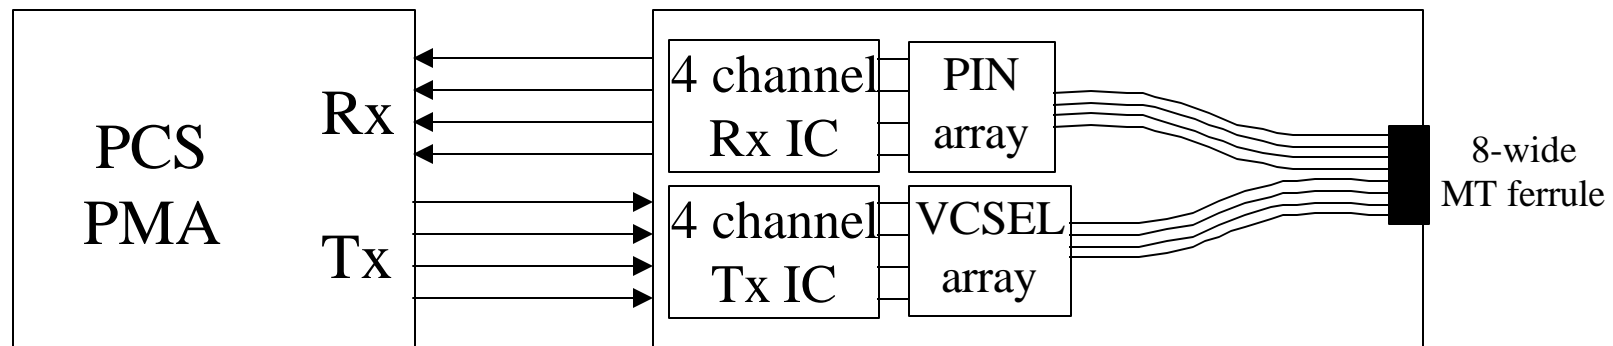 PCS
PMA
Rx
Tx
4 channel
Rx IC
PIN
array
4 channel
Tx IC
VCSEL
array
8-wide
MT ferrule